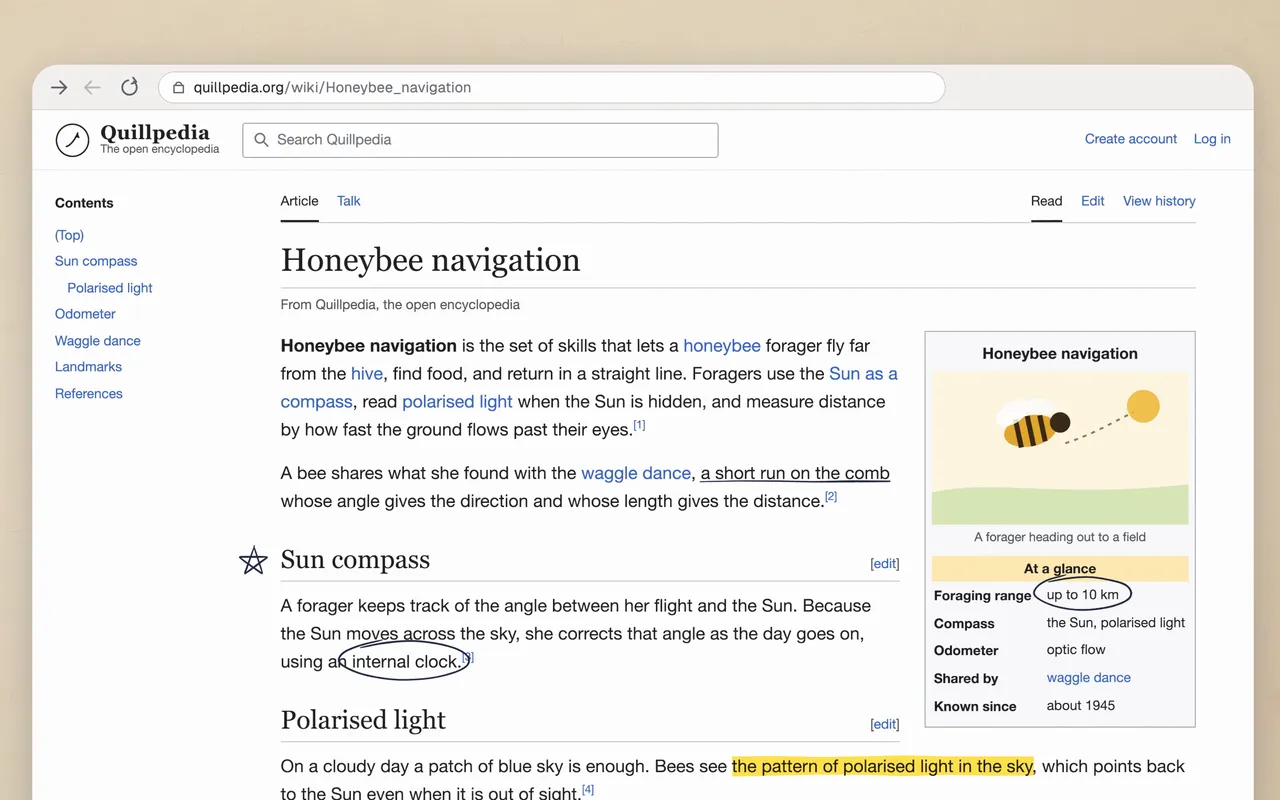 quillpedia.org/wiki/Honeybee_navigation
Quillpedia
The open encyclopedia
Search Quillpedia
Create account Log in
Contents
(Top)
Sun compass
Polarised light
Odometer
Waggle dance
Landmarks
References
Article Talk
Read Edit View history
Honeybee navigation
From Quillpedia, the open encyclopedia
Honeybee navigation is the set of skills that lets a honeybee forager fly far
from the hive, find food, and return in a straight line. Foragers use the Sun as a
compass, read polarised light when the Sun is hidden, and measure distance
by how fast the ground flows past their eyes.[1]
A bee shares what she found with the waggle dance, a short run on the comb
whose angle gives the direction and whose length gives the distance.[2]
Sun compass [edit]
A forager keeps track of the angle between her flight and the Sun. Because
the Sun moves across the sky, she corrects that angle as the day goes on,
using an internal clock.[3]
Polarised light [edit]
On a cloudy day a patch of blue sky is enough. Bees see the pattern of polarised light in the sky, which points back
to the Sun even when it is out of sight.[4]
Honeybee navigation
A forager heading out to a field
At a glance
Foraging range up to 10 km
Compass the Sun, polarised light
Odometer optic flow
Shared by waggle dance
Known since about 1945